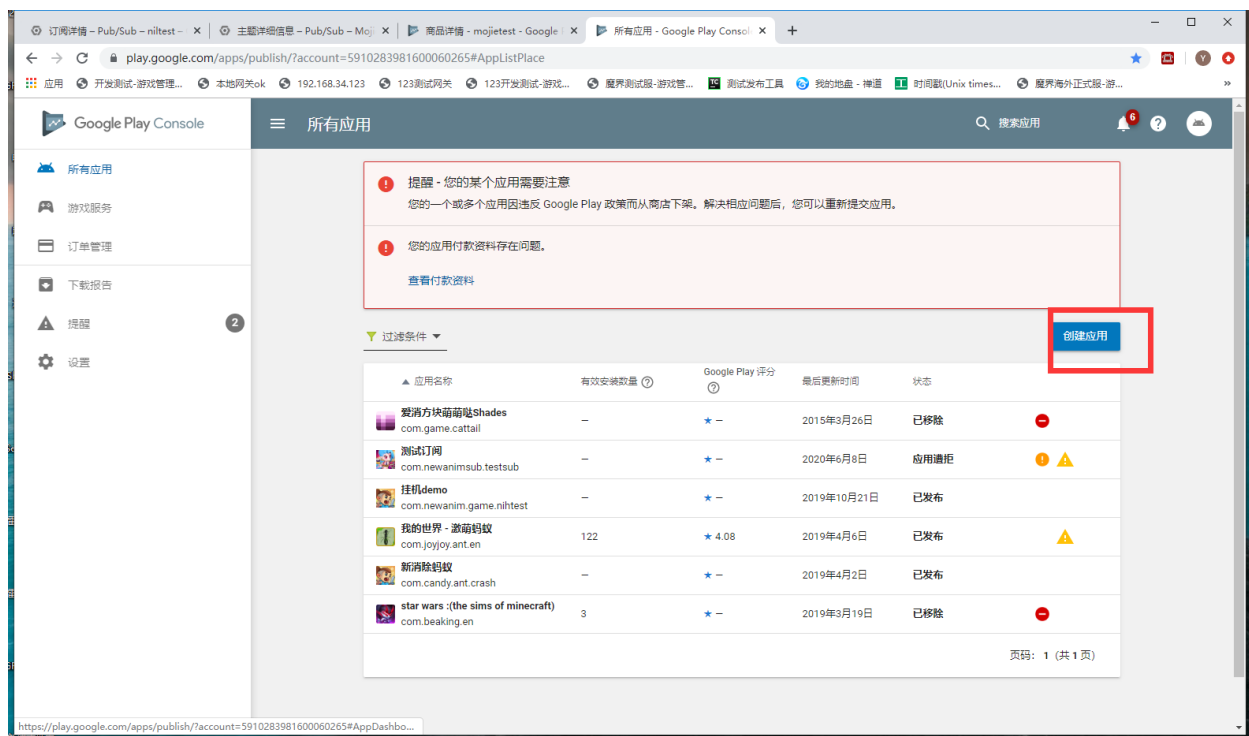 订阅详情 – Pub/Sub – niltest –
主题详细信息 – Pub/Sub – Moji
商品详情 - mojietest - Google
所有应用 - Google Play Consol
play.google.com/apps/publish/?account=5910283981600060265#AppListPlace
应用
开发测试-游戏管理...
本地网关ok
192.168.34.123
123测试网关
123开发测试-游戏...
魔界测试服-游戏管...
测试发布工具
我的地盘 - 禅道
时间戳(Unix times...
魔界海外正式服-游...
»
Google Play Console
所有应用
搜索应用
6
所有应用
游戏服务
订单管理
下载报告
提醒
2
设置
提醒 - 您的某个应用需要注意
您的一个或多个应用因违反 Google Play 政策而从商店下架。解决相应问题后，您可以重新提交应用。
您的应用付款资料存在问题。
查看付款资料
过滤条件
创建应用
应用名称
有效安装数量
Google Play 评分
最后更新时间
状态
爱消方块萌萌哒Shades
com.game.cattail
–
★ –
2015年3月26日
已移除
测试订阅
com.newanimsub.testsub
–
★ –
2020年6月8日
应用遭拒
挂机demo
com.newanim.game.nihtest
–
★ –
2019年10月21日
已发布
我的世界 - 激萌蚂蚁
com.joyjoy.ant.en
122
★ 4.08
2019年4月6日
已发布
新消除蚂蚁
com.candy.ant.crash
–
★ –
2019年4月2日
已发布
star wars :(the sims of minecraft)
com.beaking.en
3
★ –
2019年3月19日
已移除
页码: 1 (共 1 页)
https://play.google.com/apps/publish/?account=5910283981600060265#AppDashbo...